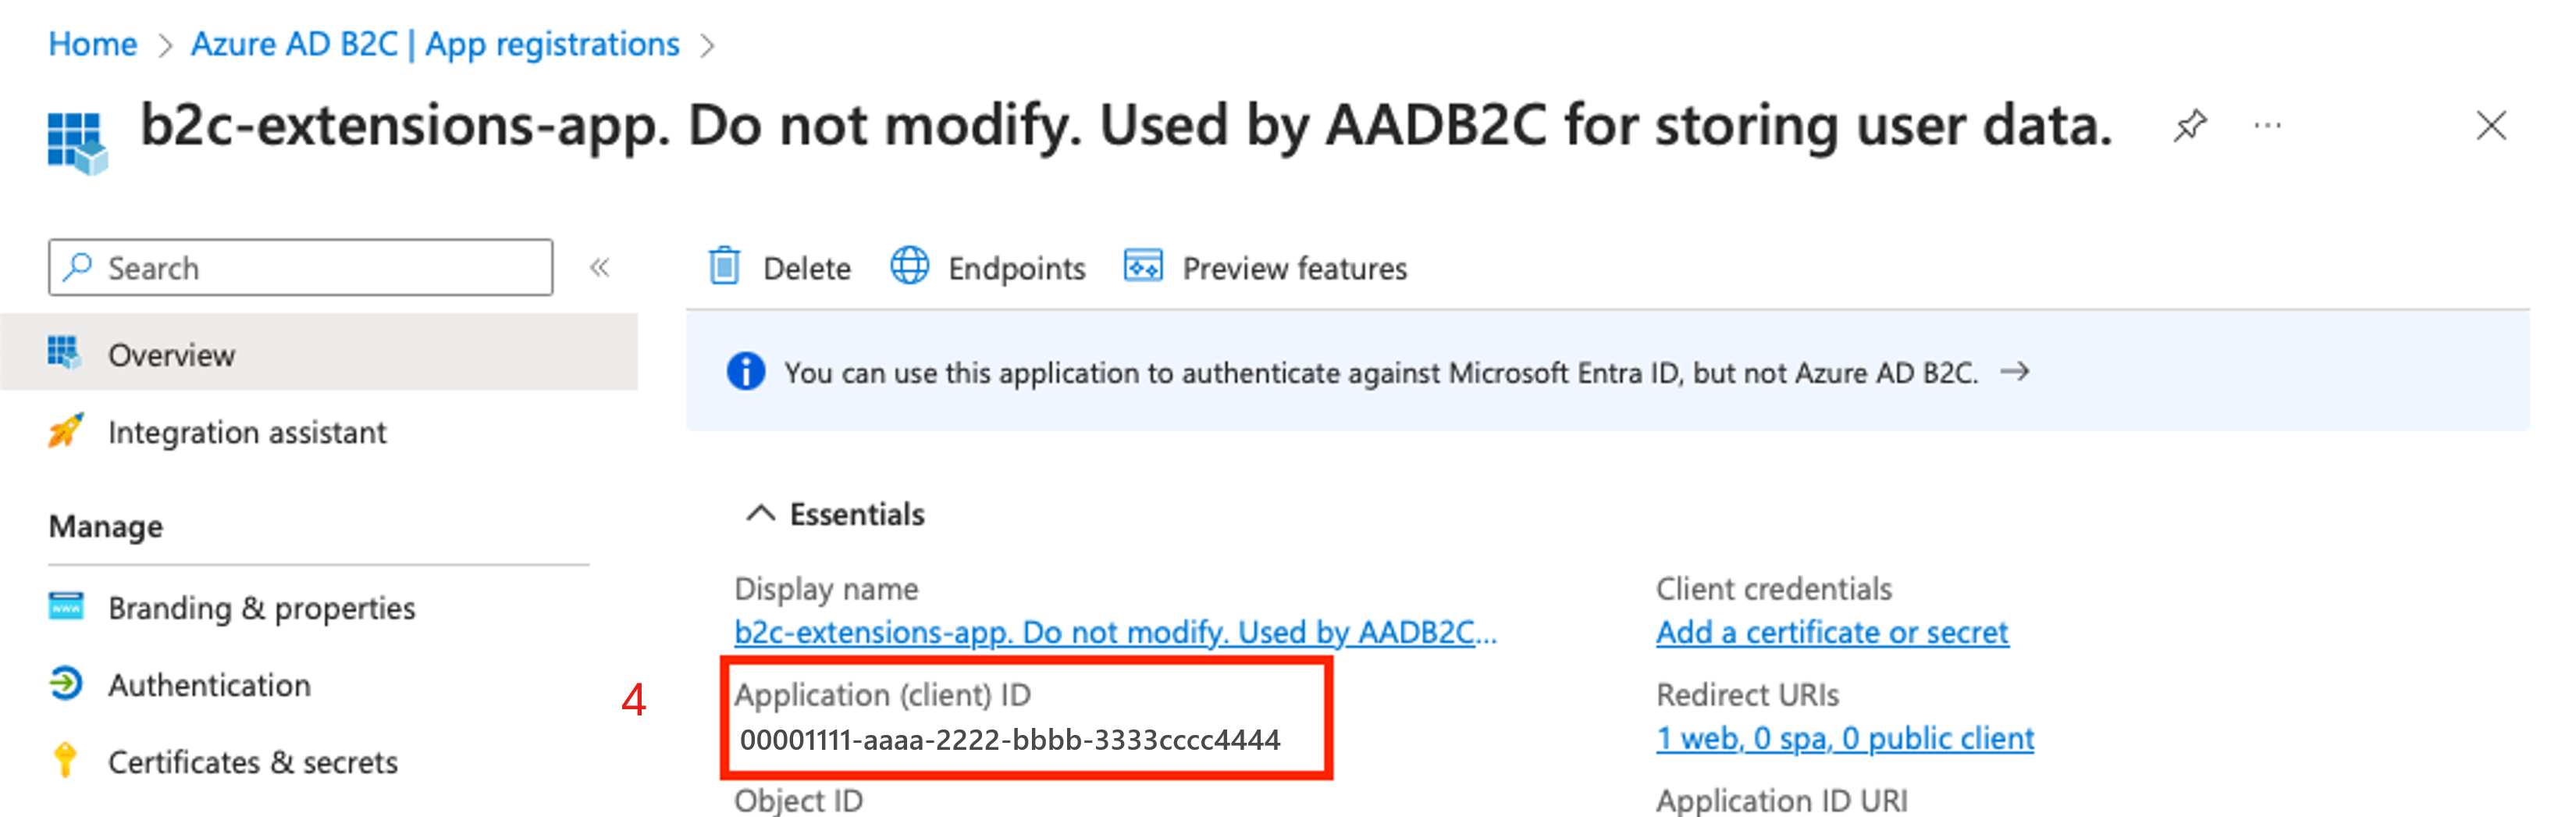 Home > Azure AD B2C | App registrations >
b2c-extensions-app. Do not modify. Used by AADB2C for storing user data.
Search
Delete Endpoints Preview features
Overview
You can use this application to authenticate against Microsoft Entra ID, but not Azure AD B2C. →
Integration assistant
Manage
Branding & properties
Authentication
Certificates & secrets
Essentials
Display name
b2c-extensions-app. Do not modify. Used by AADB2C...
4
Application (client) ID
00001111-aaaa-2222-bbbb-3333cccc4444
Object ID
Client credentials
Add a certificate or secret
Redirect URIs
1 web, 0 spa, 0 public client
Application ID URI